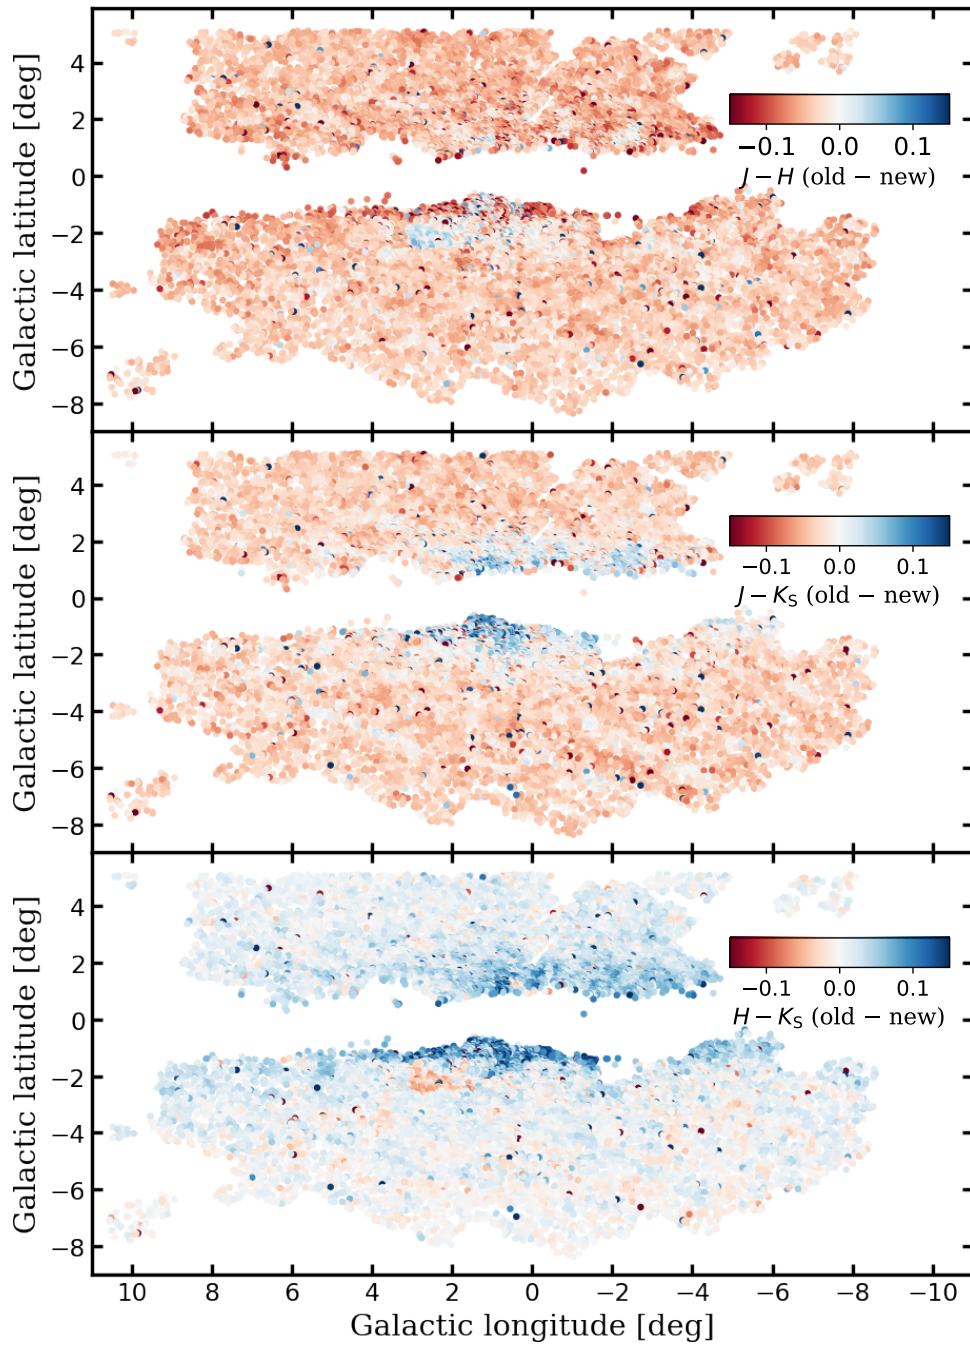 Galactic latitude [deg]
4
2
0
−2
−4
−6
−8
−0.1 0.0 0.1
J − H (old − new)
Galactic latitude [deg]
4
2
0
−2
−4
−6
−8
−0.1 0.0 0.1
J − KS (old − new)
Galactic latitude [deg]
4
2
0
−2
−4
−6
−8
−0.1 0.0 0.1
H − KS (old − new)
10 8 6 4 2 0 −2 −4 −6 −8 −10
Galactic longitude [deg]